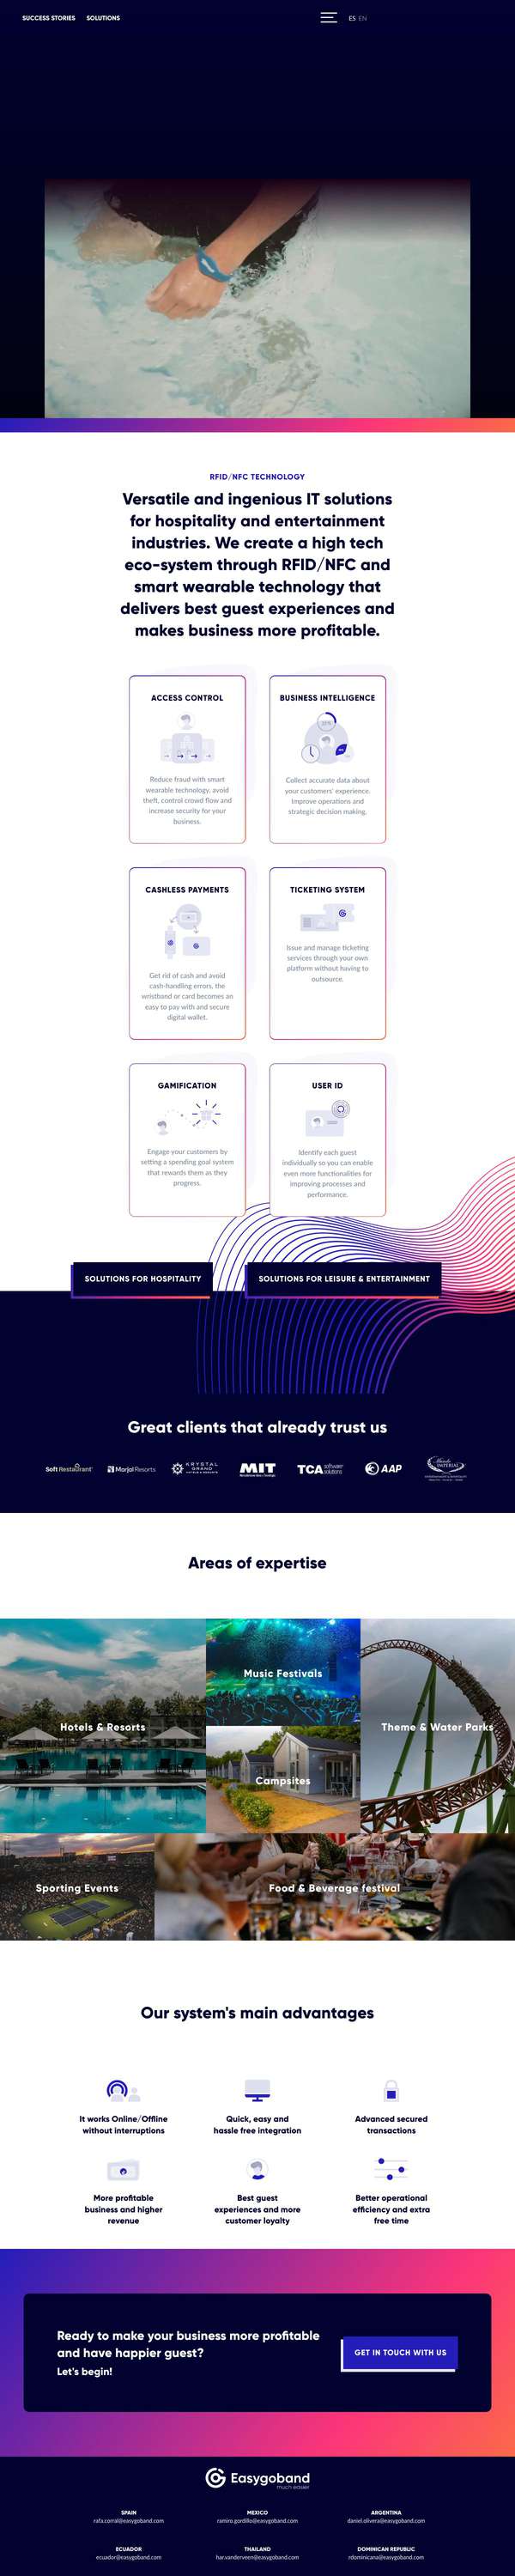 SUCCESS STORIES SOLUTIONS ES EN
RFID/NFC TECHNOLOGY
Versatile and ingenious IT solutions
for hospitality and entertainment
industries. We create a high tech
eco-system through RFID/NFC and
smart wearable technology that
delivers best guest experiences and
makes business more profitable.
ACCESS CONTROL
Reduce fraud with smart
wearable technology, avoid
theft, control crowd flow and
increase security for your
business.
BUSINESS INTELLIGENCE
Collect accurate data about
your customers' experience.
Improve operations and
strategic decision making.
CASHLESS PAYMENTS
Get rid of cash and avoid
cash-handling errors, the
wristband or card becomes an
easy to pay with and secure
digital wallet.
TICKETING SYSTEM
Issue and manage ticketing
services through your own
platform without having to
outsource.
GAMIFICATION
Engage your customers by
setting a spending goal system
that rewards them as they
progress.
USER ID
Identify each guest
individually so you can enable
even more functionalities for
improving processes and
performance.
SOLUTIONS FOR HOSPITALITY
SOLUTIONS FOR LEISURE & ENTERTAINMENT
Great clients that already trust us
Soft Restaurant
Marjal Resorts
KRYSTAL
GRAND
MIT
TCA software
solutions
AAP
Mundo
IMPERIAL
Areas of expertise
Hotels & Resorts
Music Festivals
Theme & Water Parks
Campsites
Sporting Events
Food & Beverage festival
Our system's main advantages
It works Online/Offline
without interruptions
Quick, easy and
hassle free integration
Advanced secured
transactions
More profitable
business and higher
revenue
Best guest
experiences and more
customer loyalty
Better operational
efficiency and extra
free time
Ready to make your business more profitable
and have happier guest?
Let's begin!
GET IN TOUCH WITH US
Easygoband
much easier
SPAIN
rafa.corral@easygoband.com
MEXICO
ramiro.gordillo@easygoband.com
ARGENTINA
daniel.olivera@easygoband.com
ECUADOR
ecuador@easygoband.com
THAILAND
har.vanderveen@easygoband.com
DOMINICAN REPUBLIC
rdominicana@easygoband.com